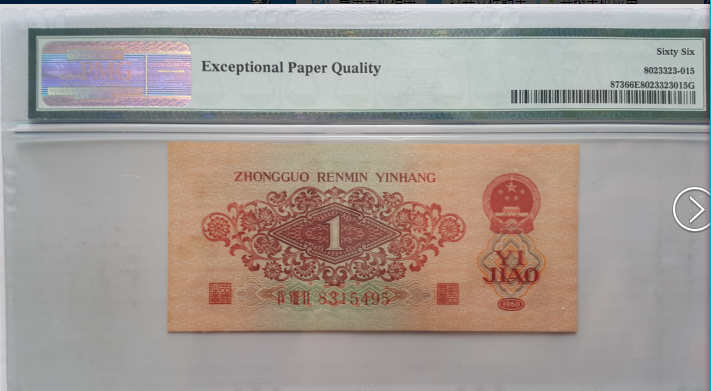 Sixty Six
Exceptional Paper Quality
8023323-015
87366E8023323015G
ZHONGGUO RENMIN YINHANG
1
YI
JIAO
8315495
1960